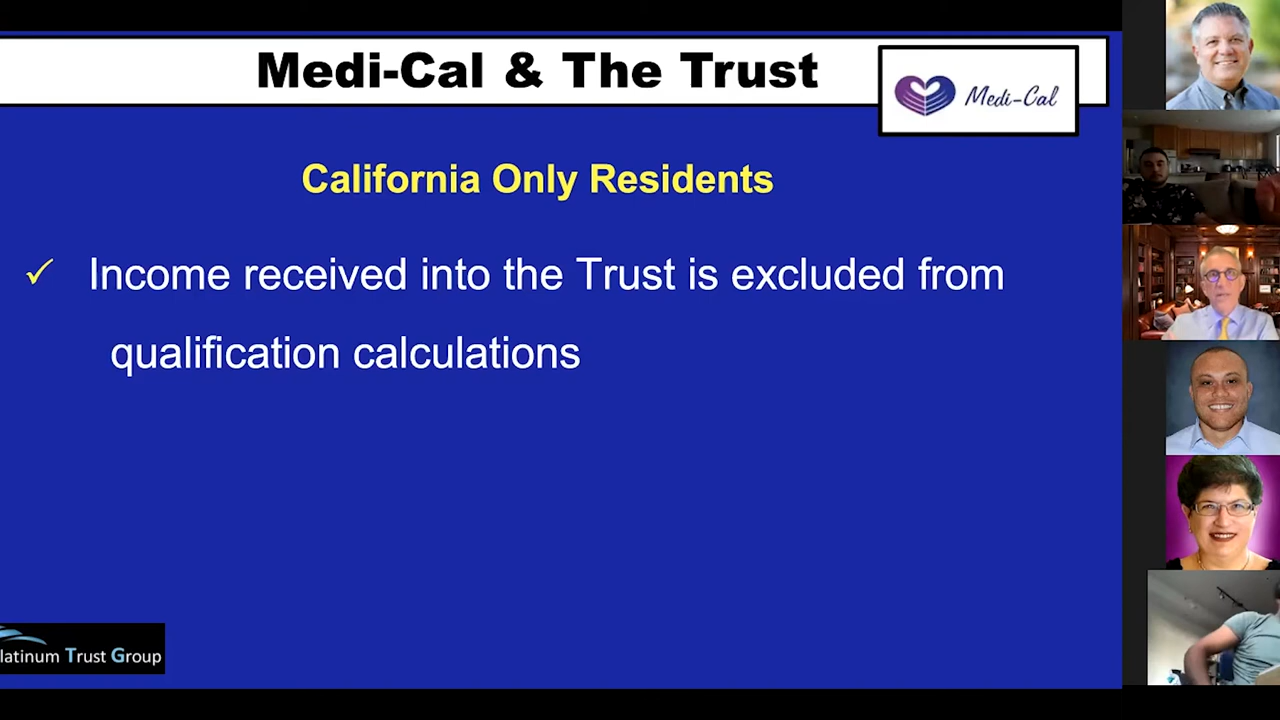 Medi-Cal & The Trust
Medi-Cal
California Only Residents
✓ Income received into the Trust is excluded from
qualification calculations
latinum Trust Group